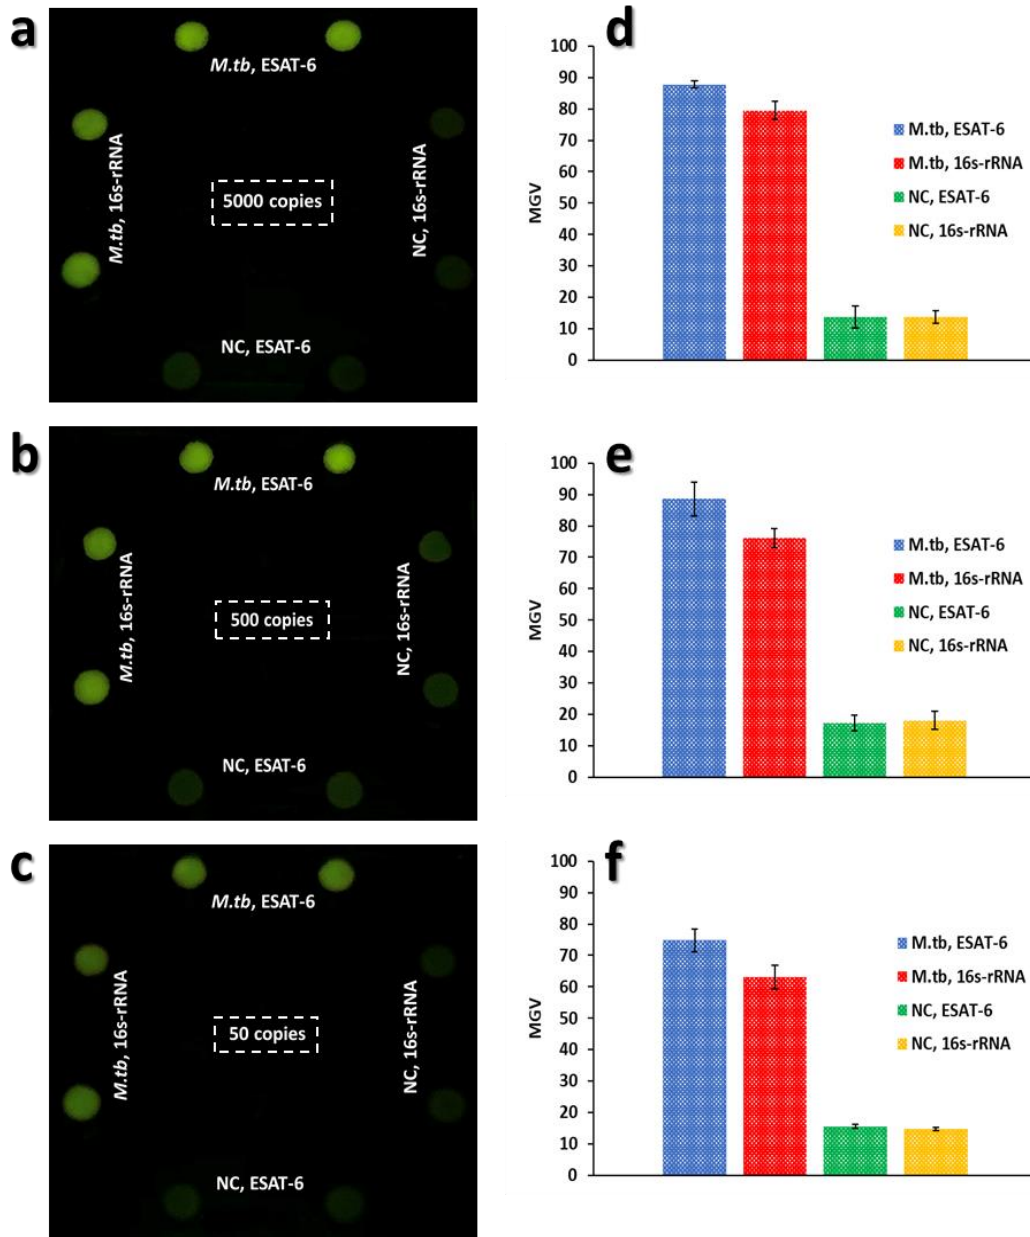 a
M.tb, ESAT-6
M.tb, 16s-rRNA
5000 copies
NC, 16s-rRNA
NC, ESAT-6
d
100
90
80
70
60
50
40
30
20
10
0
MGV
M.tb, ESAT-6
M.tb, 16s-rRNA
NC, ESAT-6
NC, 16s-rRNA
b
M.tb, ESAT-6
M.tb, 16s-rRNA
500 copies
NC, 16s-rRNA
NC, ESAT-6
e
100
90
80
70
60
50
40
30
20
10
0
MGV
M.tb, ESAT-6
M.tb, 16s-rRNA
NC, ESAT-6
NC, 16s-rRNA
c
M.tb, ESAT-6
M.tb, 16s-rRNA
50 copies
NC, 16s-rRNA
NC, ESAT-6
f
100
90
80
70
60
50
40
30
20
10
0
MGV
M.tb, ESAT-6
M.tb, 16s-rRNA
NC, ESAT-6
NC, 16s-rRNA